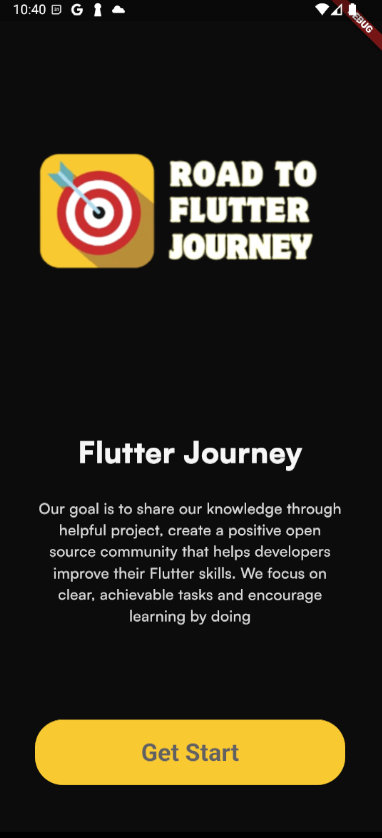 10:40
DEBUG
ROAD TO
FLUTTER
JOURNEY
Flutter Journey
Our goal is to share our knowledge through
helpful project, create a positive open
source community that helps developers
improve their Flutter skills. We focus on
clear, achievable tasks and encourage
learning by doing
Get Start